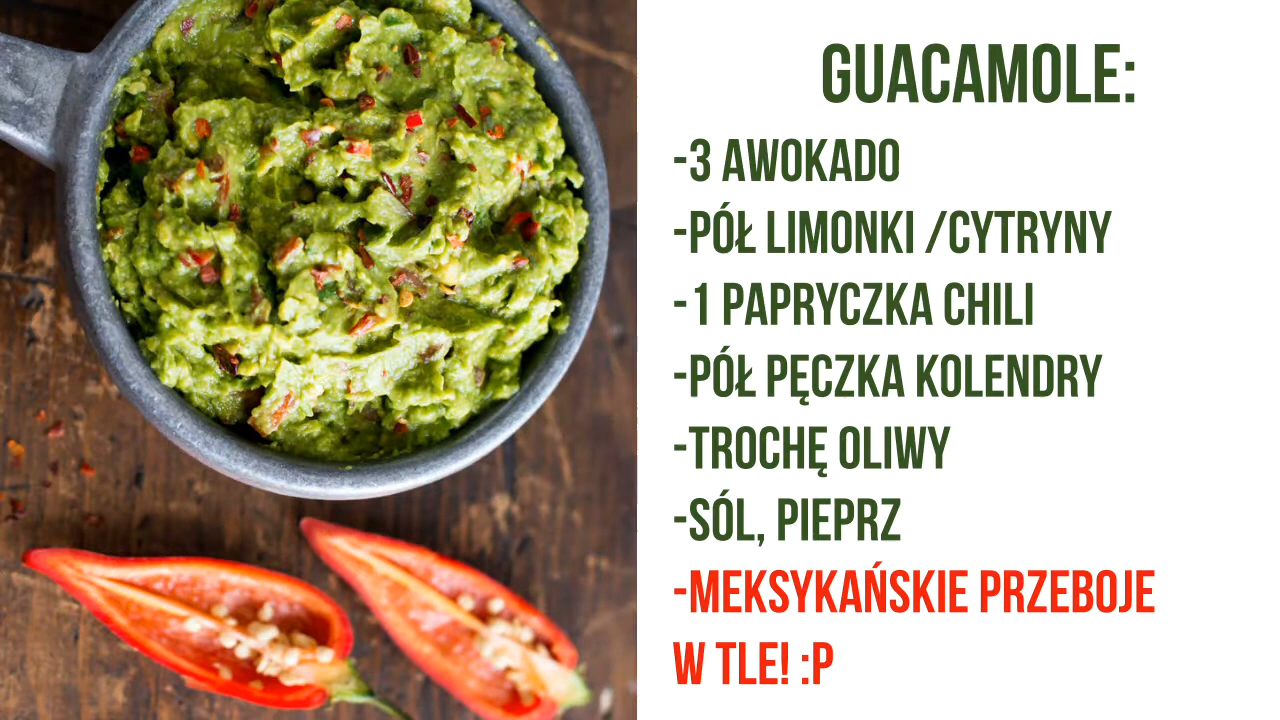 GUACAMOLE:
-3 AWOKADO
-PÓŁ LIMONKI /CYTRYNY
-1 PAPRYCZKA CHILI
-PÓŁ PĘCZKA KOLENDRY
-TROCHĘ OLIWY
-SÓL, PIEPRZ
-MEKSYKAŃSKIE PRZEBOJE
W TLE! :P